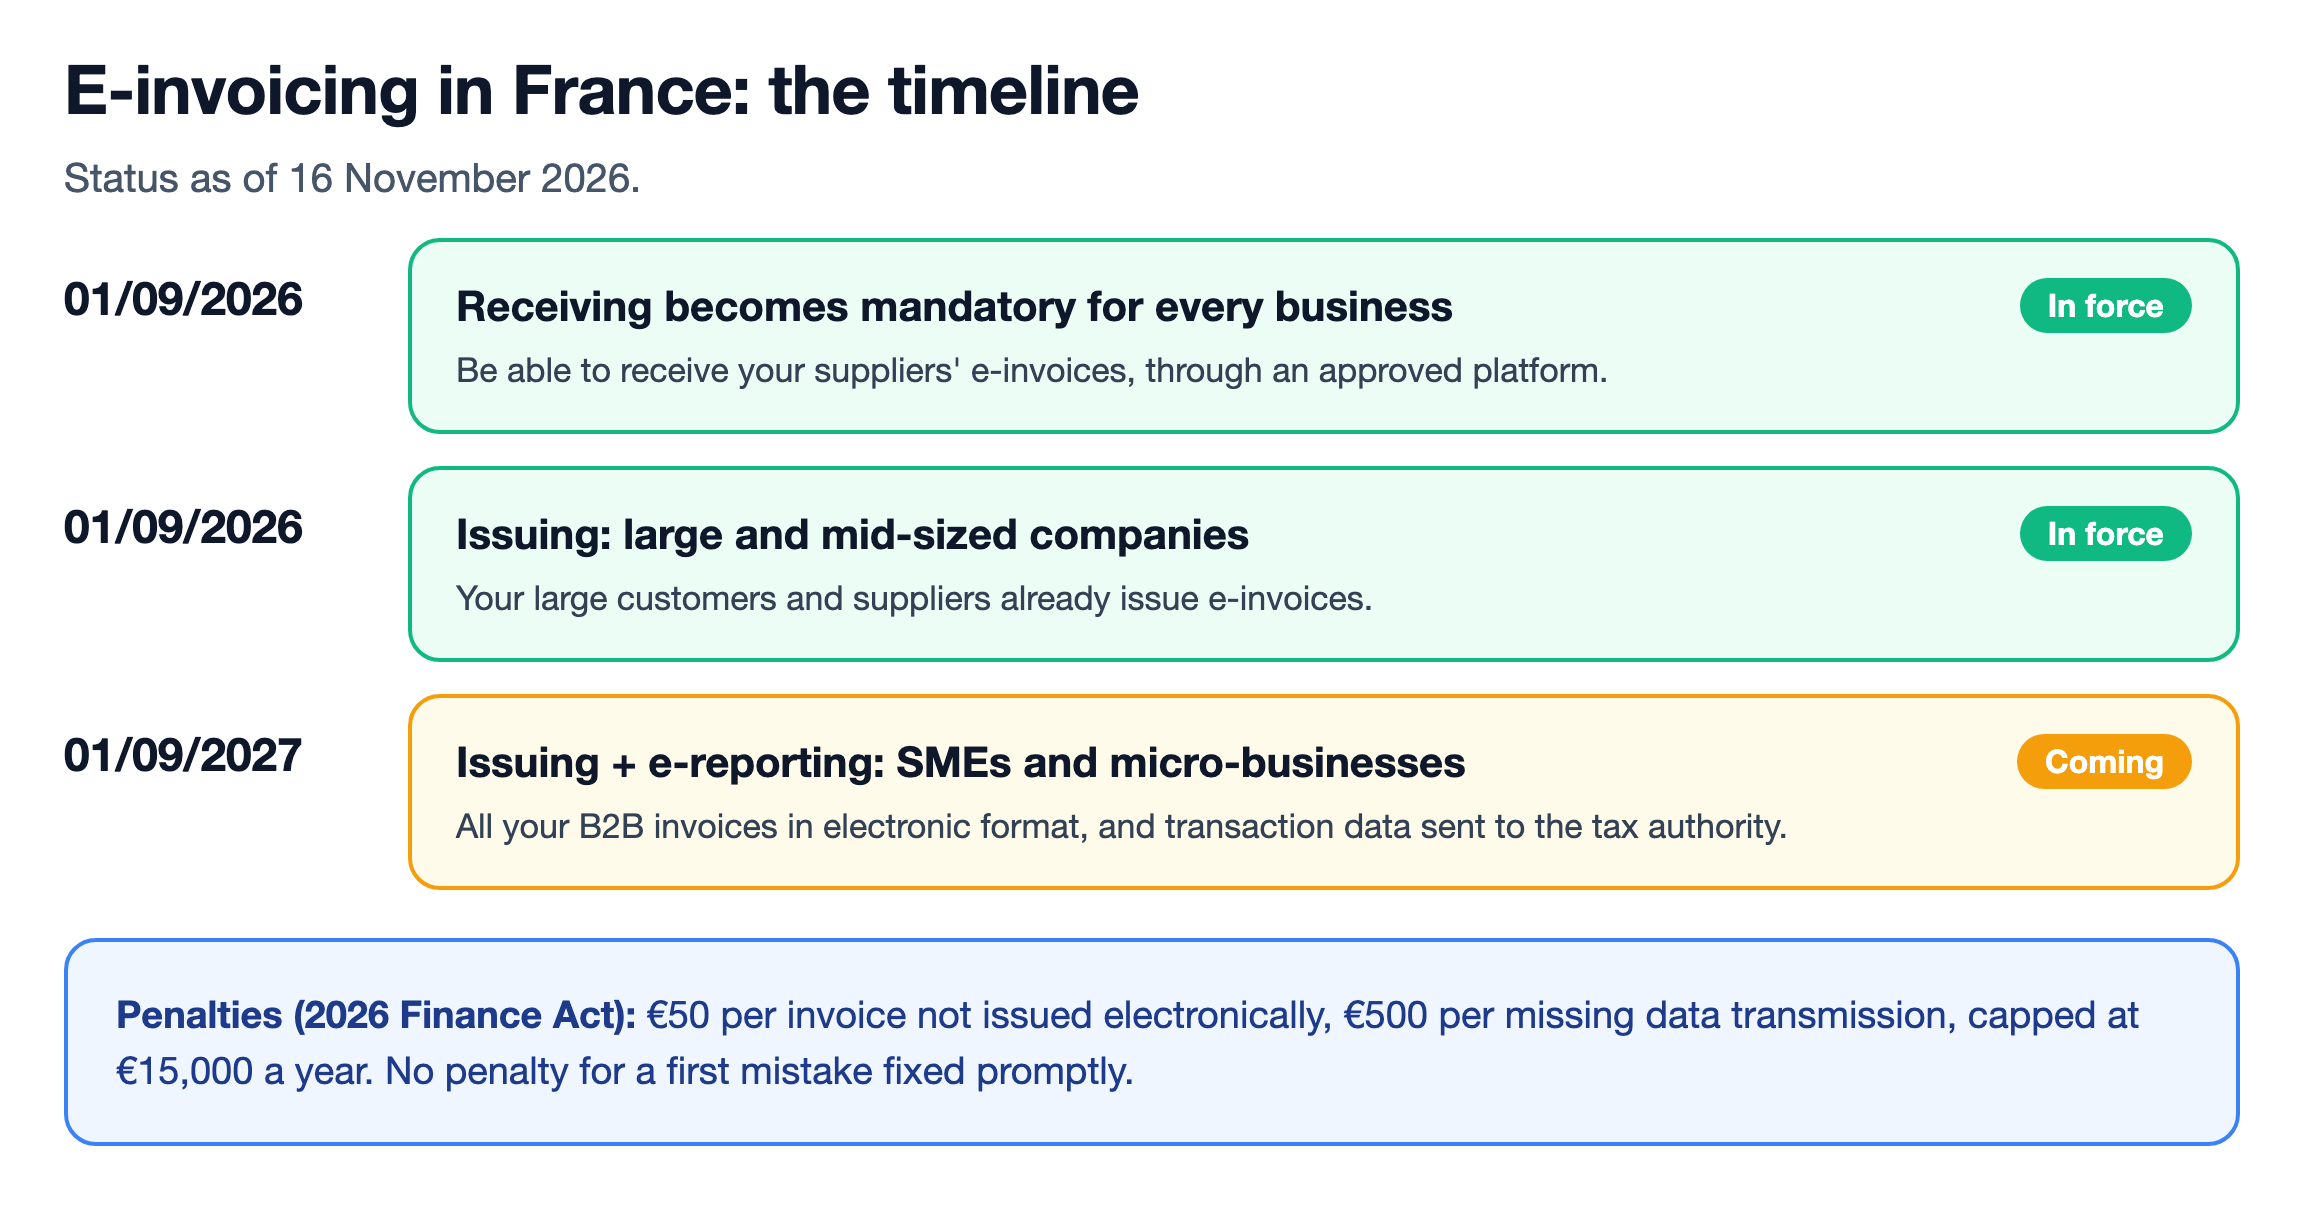 E-invoicing in France: the timeline
Status as of 16 November 2026.
01/09/2026
Receiving becomes mandatory for every business
In force
Be able to receive your suppliers' e-invoices, through an approved platform.
01/09/2026
Issuing: large and mid-sized companies
In force
Your large customers and suppliers already issue e-invoices.
01/09/2027
Issuing + e-reporting: SMEs and micro-businesses
Coming
All your B2B invoices in electronic format, and transaction data sent to the tax authority.
Penalties (2026 Finance Act): €50 per invoice not issued electronically, €500 per missing data transmission, capped at
€15,000 a year. No penalty for a first mistake fixed promptly.